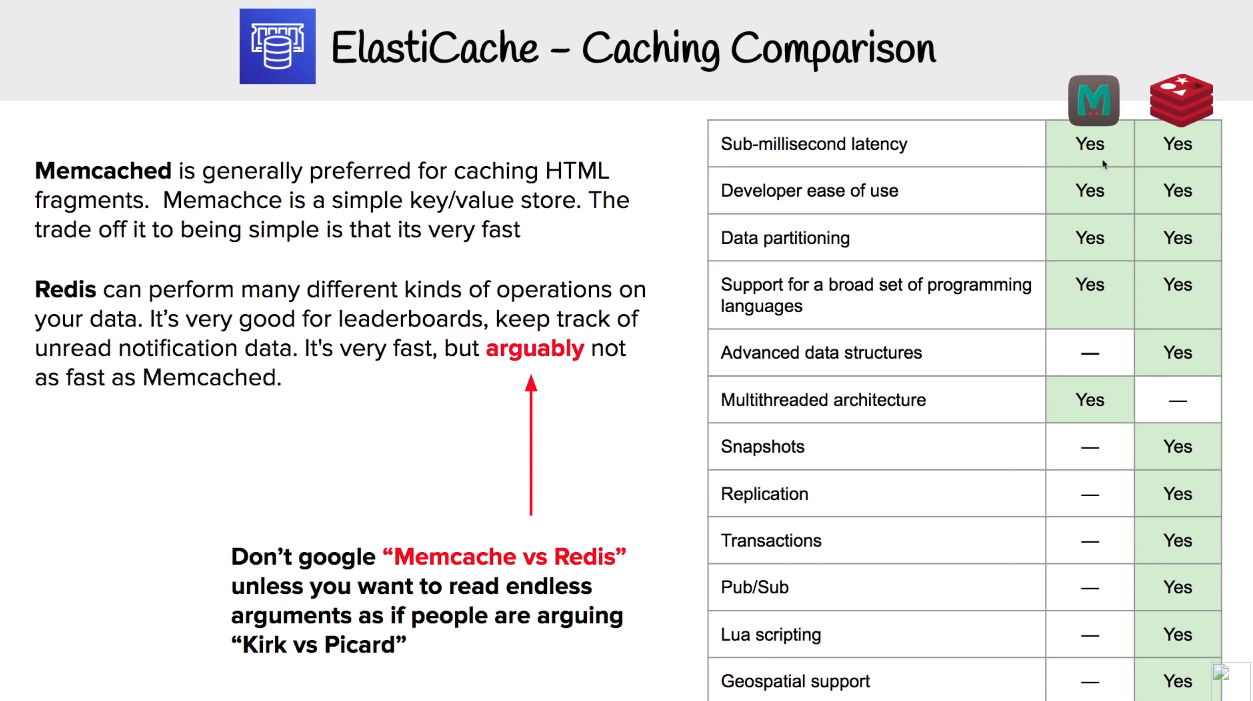 ElastiCache – Caching Comparison
Memcached is generally preferred for caching HTML
fragments.  Memachce is a simple key/value store. The
trade off it to being simple is that its very fast
Redis can perform many different kinds of operations on
your data. It’s very good for leaderboards, keep track of
unread notification data. It's very fast, but arguably not
as fast as Memcached.
Don’t google “Memcache vs Redis”
unless you want to read endless
arguments as if people are arguing
“Kirk vs Picard”
M
Sub-millisecond latency Yes Yes
Developer ease of use Yes Yes
Data partitioning Yes Yes
Support for a broad set of programming Yes Yes
languages
Advanced data structures — Yes
Multithreaded architecture Yes —
Snapshots — Yes
Replication — Yes
Transactions — Yes
Pub/Sub — Yes
Lua scripting — Yes
Geospatial support — Yes